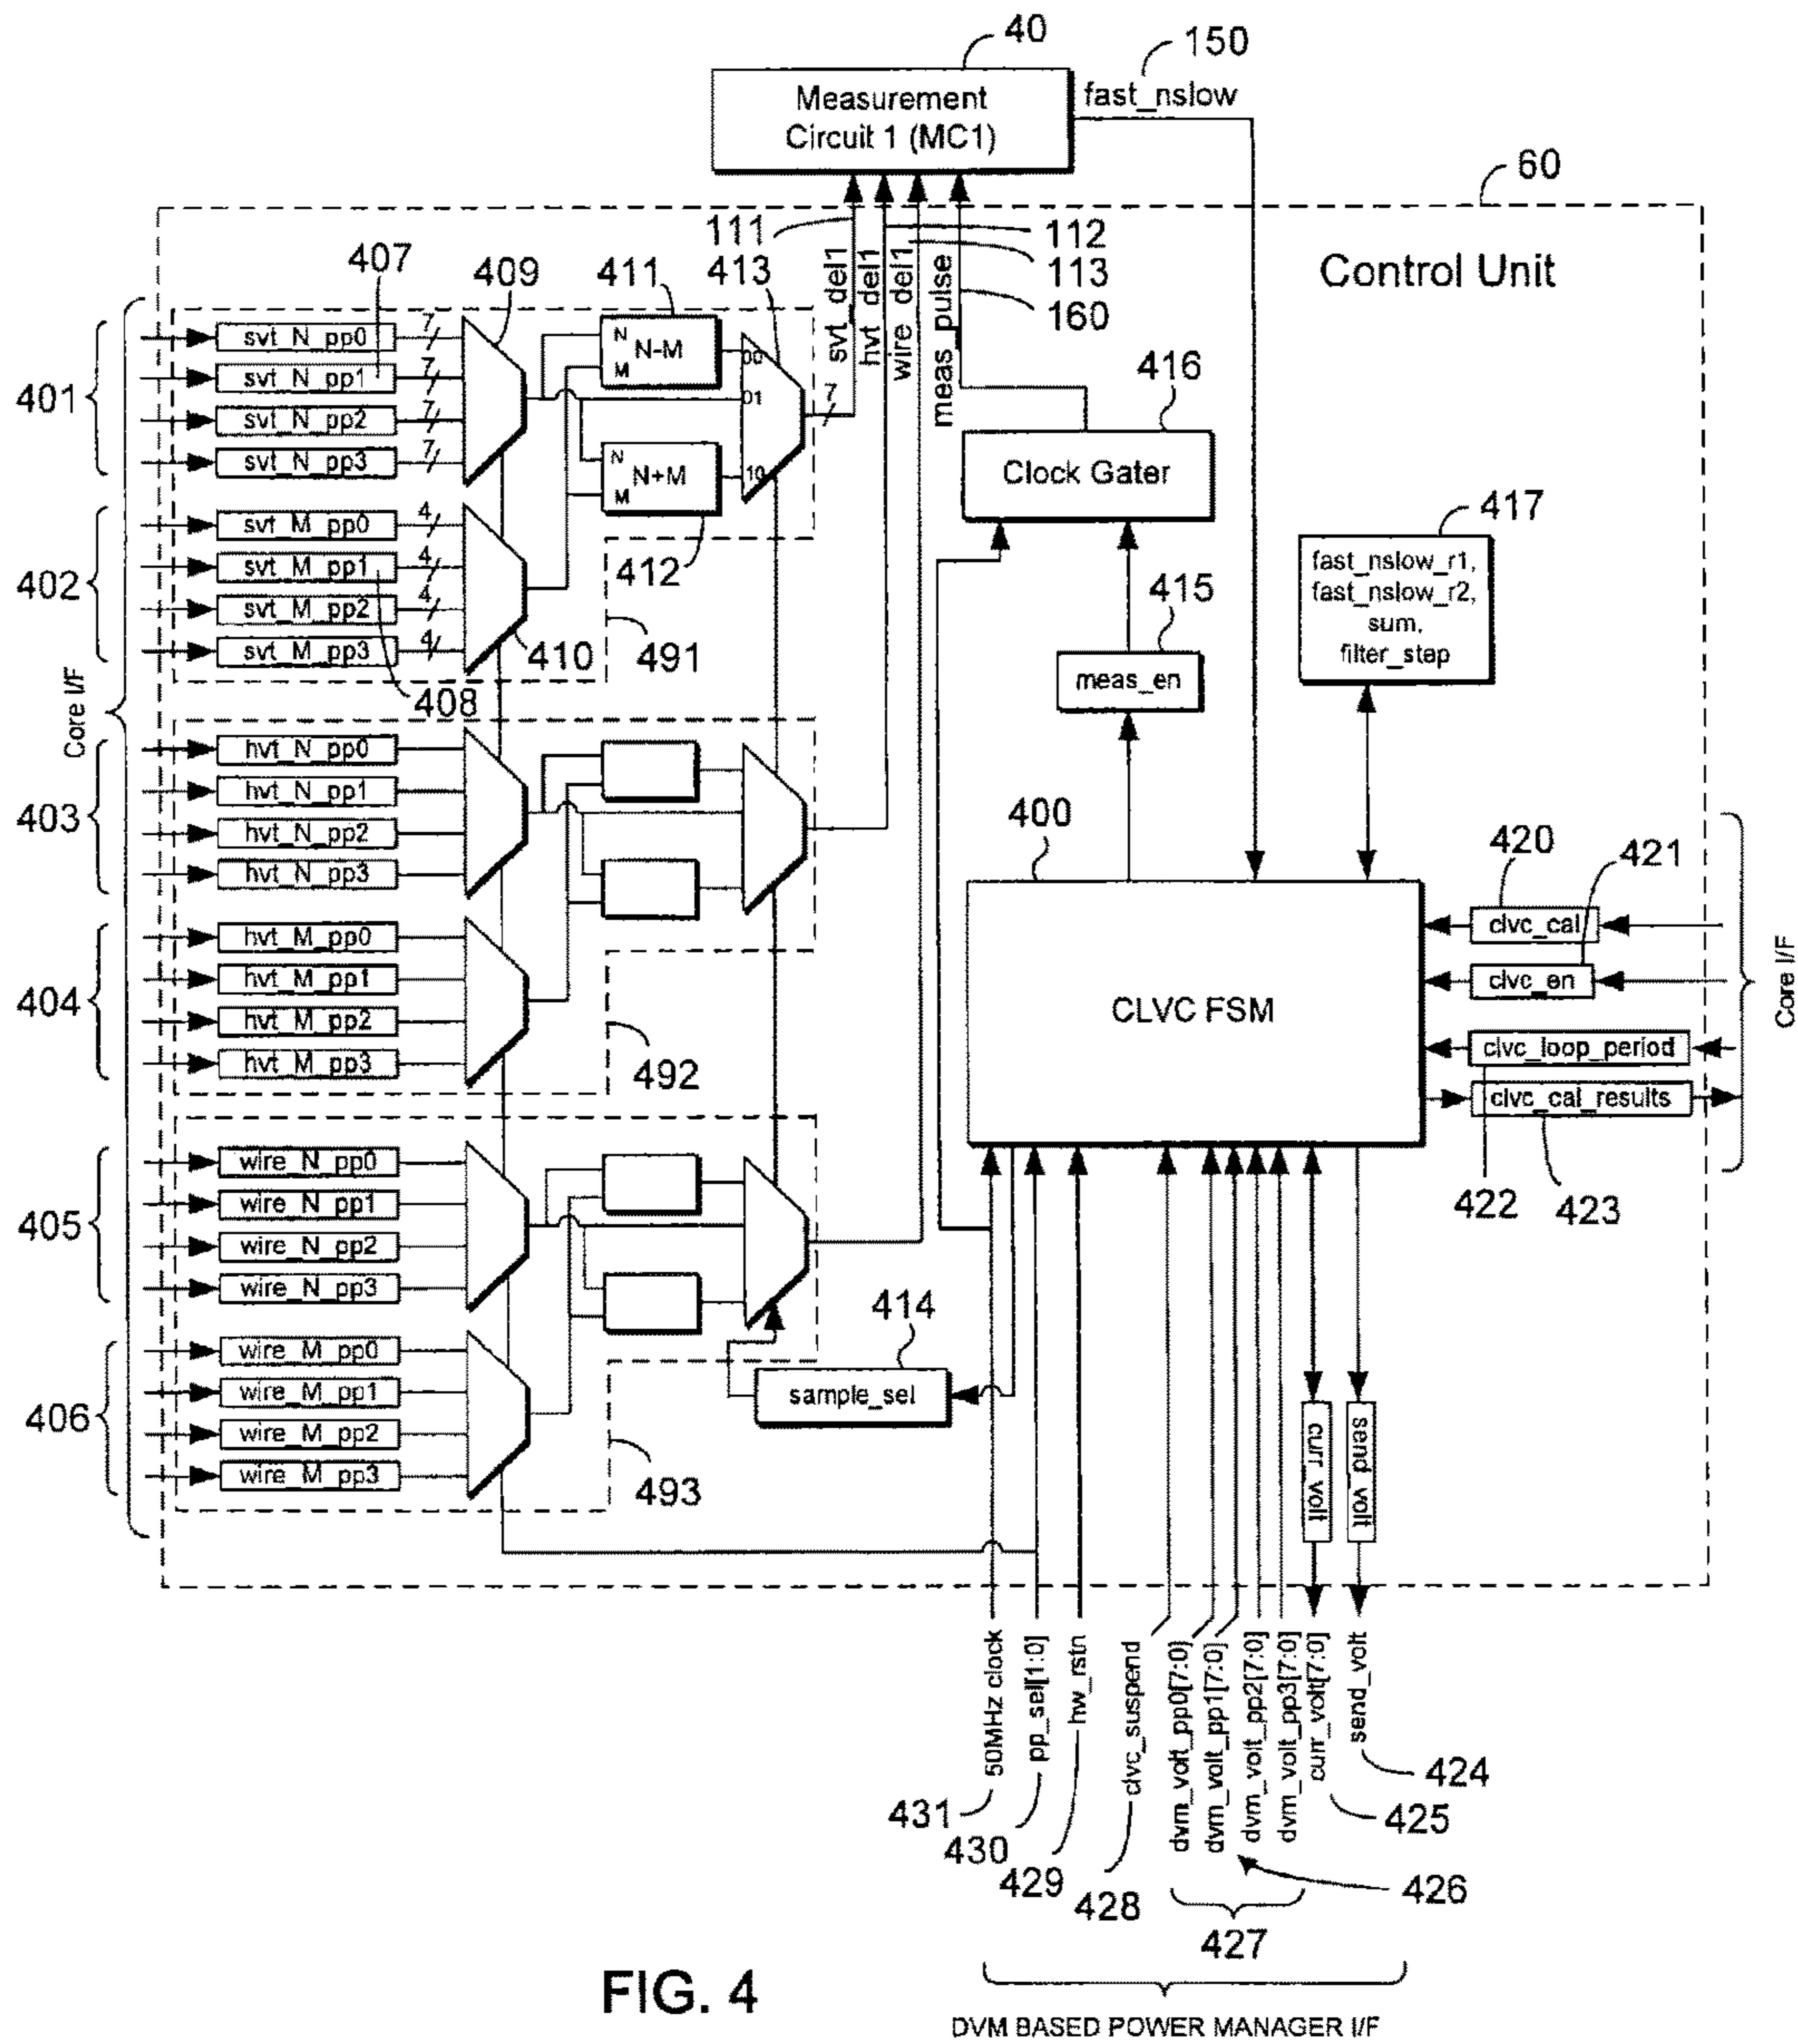 40
150
Measurement
Circuit 1 (MC1)
fast_nslow
60
Control Unit
111
413
112
113
160
svt_del1
hvt_del1
wire_del1
meas_pulse
407
409
411
Core I/F
401
svt_N_pp0
7
svt_N_pp1
7
svt_N_pp2
7
svt_N_pp3
7
N
M
N-M
N
M
N+M
00
01
10
7
412
402
svt_M_pp0
4
svt_M_pp1
4
svt_M_pp2
4
svt_M_pp3
4
410
491
408
416
Clock Gater
417
fast_nslow_r1,
fast_nslow_r2,
sum,
filter_step
415
meas_en
403
hvt_N_pp0
hvt_N_pp1
hvt_N_pp2
hvt_N_pp3
404
hvt_M_pp0
hvt_M_pp1
hvt_M_pp2
hvt_M_pp3
492
400
CLVC FSM
420
421
clvc_cal
clvc_en
clvc_loop_period
clvc_cal_results
422
423
Core I/F
405
wire_N_pp0
wire_N_pp1
wire_N_pp2
wire_N_pp3
406
wire_M_pp0
wire_M_pp1
wire_M_pp2
wire_M_pp3
493
414
sample_sel
curr_volt
send_volt
50MHz clock
pp_sel[1:0]
hw_rstn
clvc_suspend
dvm_volt_pp0[7:0]
dvm_volt_pp1[7:0]
dvm_volt_pp2[7:0]
dvm_volt_pp3[7:0]
curr_volt[7:0]
send_volt
431
430
429
428
427
426
425
424
FIG. 4
DVM BASED POWER MANAGER I/F